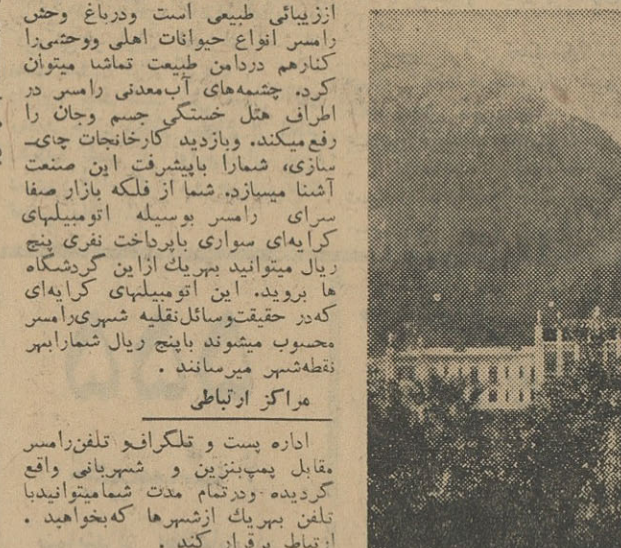 اززیبائی طبیعی است ودرباغ وحش
رامسر انواع حیوانات اهلی ووحشی‌را
کنارهم دردامن طبیعت تماشا میتوان
کرد. چشمه‌های آب‌معدنی رامسر در
اطراف هتل خستگی جسم وجان را
رفع‌میکند. وبازدید کارخانجات چای‌ـ
سازی، شمارا باپیشرفت این صنعت
آشنا میسازد. شما از فلکه بازار صفا
سرای رامسر بوسیله اتومبیلهای
کرایه‌ای سواری باپرداخت نفری پنج
ریال میتوانید بهریك ازاین گردشگاه
ها بروید. این اتومبیلهای کرایه‌ای
که‌در حقیقت‌وسائل‌نقلیه شهری‌رامسر
محسوب میشوند باپنج ریال شمارابهر
نقطه‌شهر میرسانند .
مراکز ارتباطی
اداره پست و تلگراف‌و تلفن‌رامسر
مقابل پمپ‌بنزین و شهربانی واقع
گردیده ودرتمام مدت شمامیتوانیدبا
تلفن بهریك ازشهرها که‌بخواهید .
ارتباط برقرار کند .